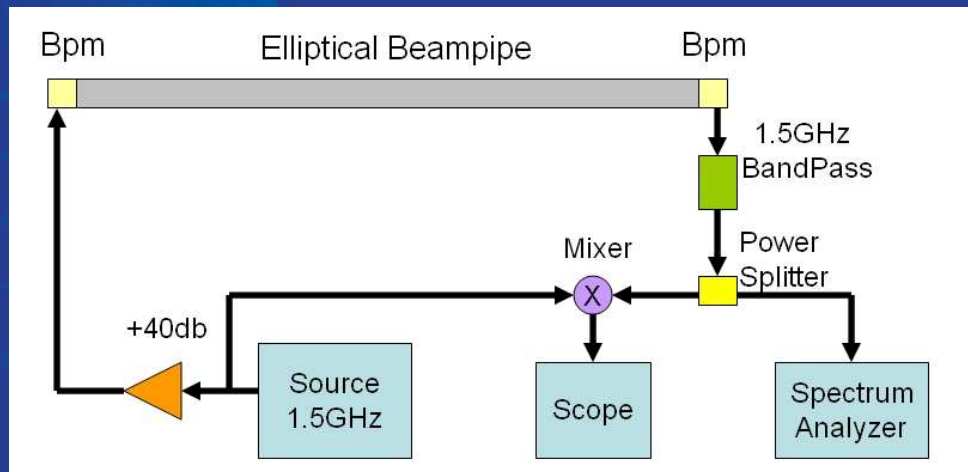 Bpm
Elliptical Beampipe
Bpm
1.5GHz
BandPass
Mixer
Power
Splitter
X
+40db
Source
1.5GHz
Scope
Spectrum
Analyzer